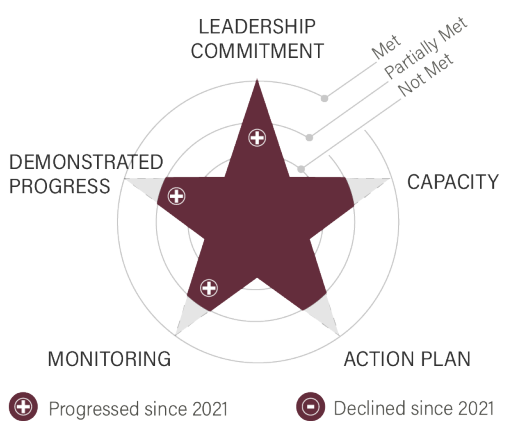 LEADERSHIP
COMMITMENT
Met
Partially Met
Not Met
DEMONSTRATED
PROGRESS
CAPACITY
MONITORING
ACTION PLAN
Progressed since 2021
Declined since 2021